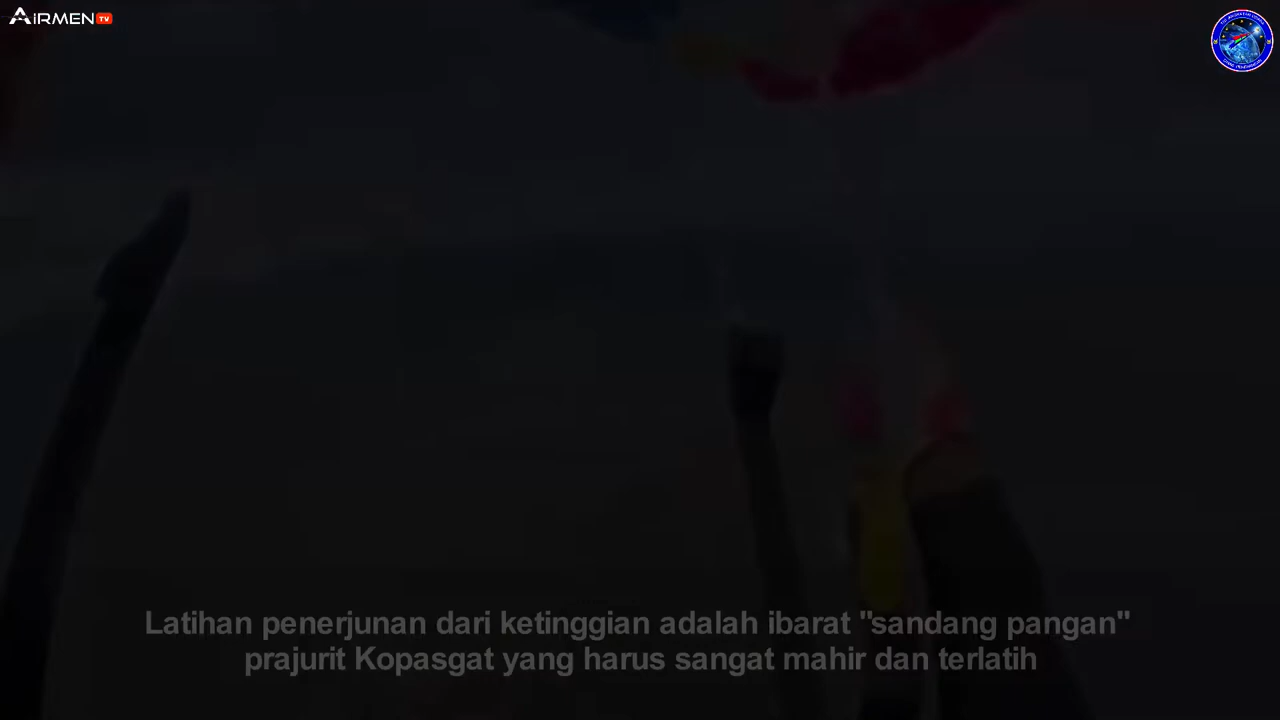 AIRMEN TV
Latihan penerjunan dari ketinggian adalah ibarat "sandang pangan"
prajurit Kopasgat yang harus sangat mahir dan terlatih